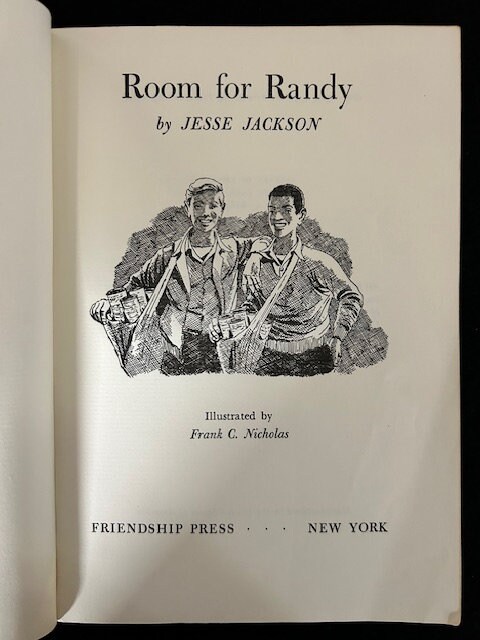 Room for Randy
by JESSE JACKSON
Illustrated by
Frank C. Nicholas
FRIENDSHIP PRESS . . . NEW YORK